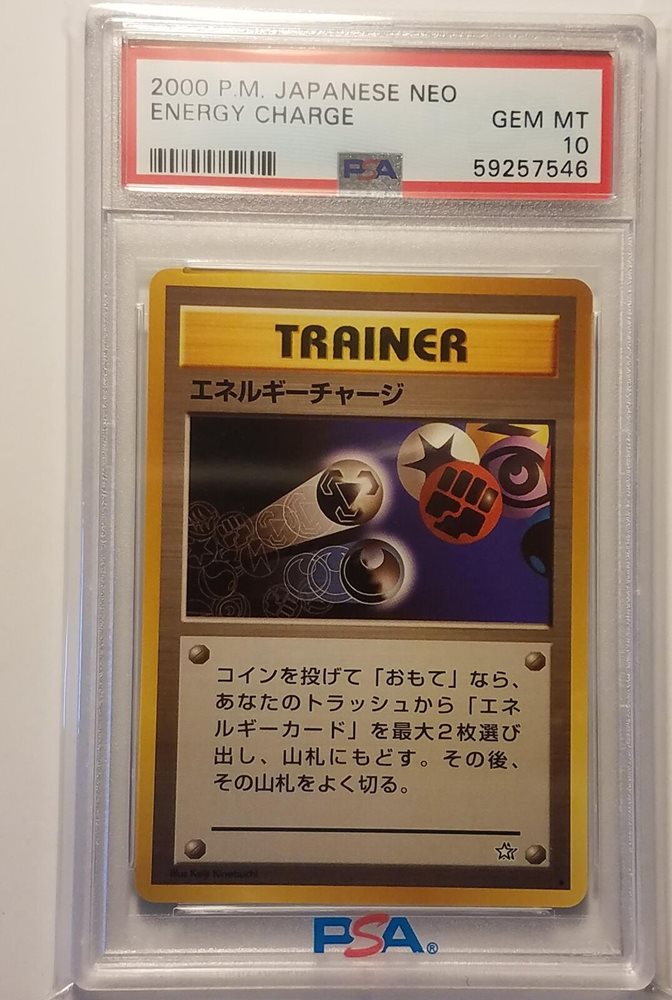 2000 P.M. JAPANESE NEO
ENERGY CHARGE
GEM MT
10
59257546
PSA
TRAINER
エネルギーチャージ
コインを投げて「おもて」なら、
あなたのトラッシュから「エネ
ルギーカード」を最大2枚選び
出し、山札にもどす。その後、
その山札をよく切る。
Illus Keiji Kinebuchi
PSA®